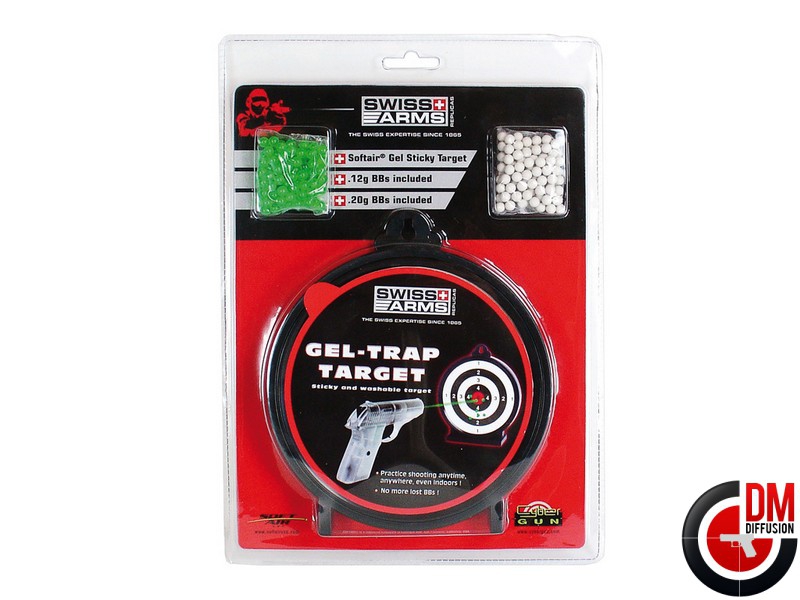 SWISS ARMS
REPLICAS
THE SWISS EXPERTISE SINCE 1865
Softair® Gel Sticky Target
.12g BBs included
.20g BBs included
SWISS ARMS
REPLICAS
THE SWISS EXPERTISE SINCE 1865
GEL-TRAP
TARGET
Sticky and washable target
• Practice shooting anytime,
anywhere, even indoors !
• No more lost BBs !
SOFT AIR
Cyber
GUN
DM
DIFFUSION